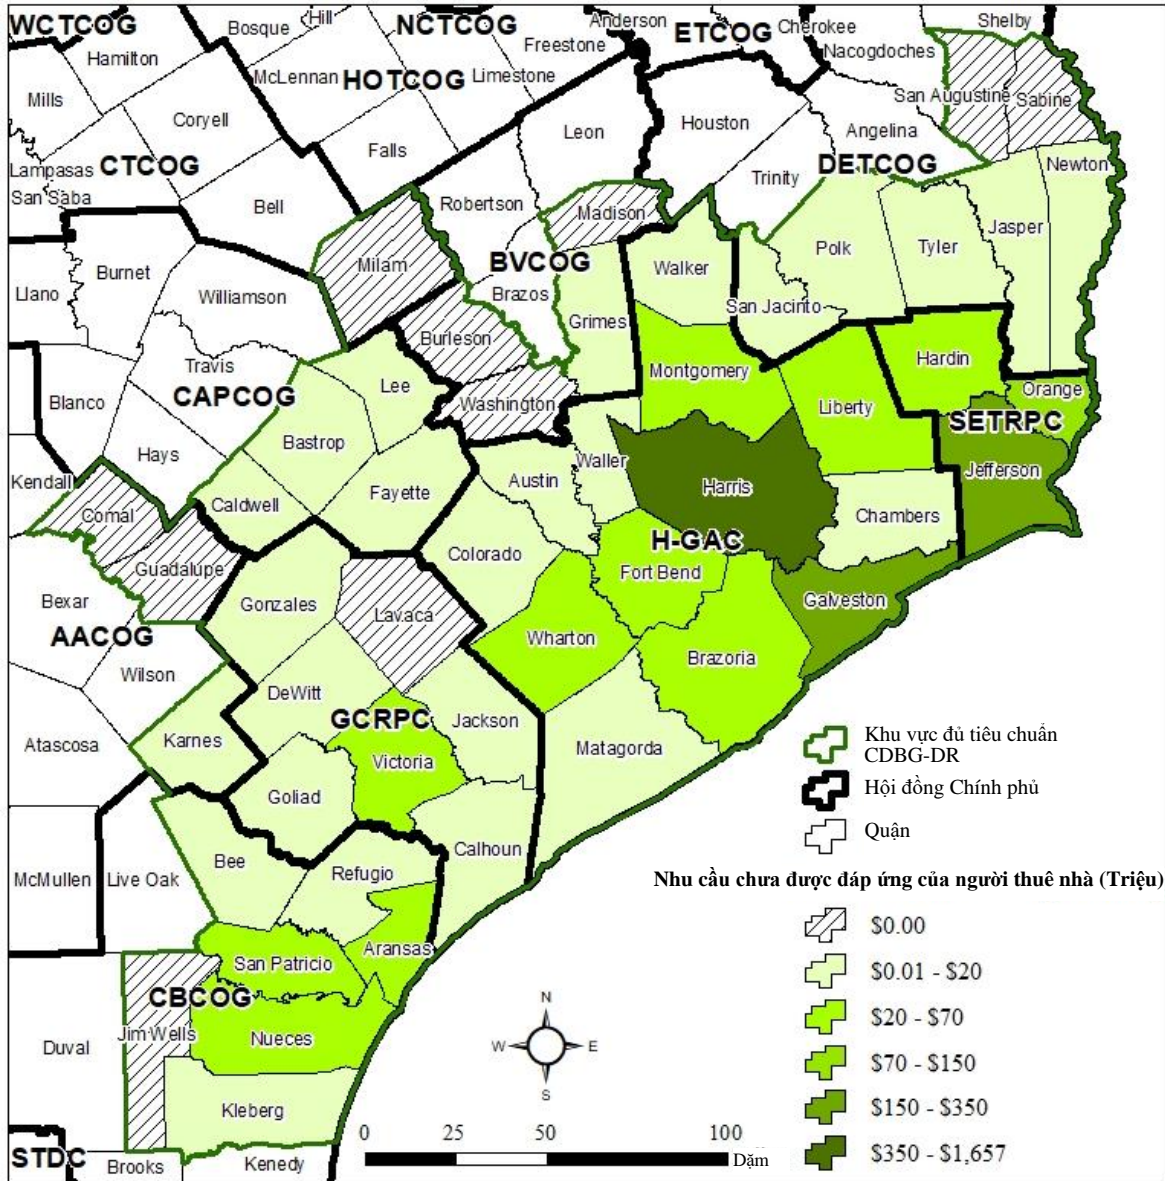 WCTCOG
Hill
Bosque
NCTCOG
Anderson
Cherokee
Shelby
Hamilton
Freestone
ETCOG
Nacogdoches
McLennan
HOTCOG
Limestone
Mills
San Augustine
Sabine
Coryell
Leon
Houston
Angelina
Falls
Lampasas
CTCOG
DETCOG
Newton
San Saba
Bell
Trinity
Robertson
Madison
Jasper
Polk
Tyler
Burnet
Milam
BVCOG
Walker
Llano
Williamson
Brazos
San Jacinto
Grimes
Burleson
Hardin
Travis
Montgomery
Lee
Orange
Blanco
CAPCOG
Washington
Liberty
SETRPC
Bastrop
Hays
Waller
Jefferson
Kendall
Austin
Harris
Fayette
Caldwell
Comal
Chambers
H-GAC
Colorado
Guadalupe
Fort Bend
Bexar
Gonzales
Galveston
Lavaca
AACOG
Wharton
Brazoria
Wilson
DeWitt
GCRPC
Jackson
Atascosa
Karnes
Matagorda
Victoria
Goliad
Calhoun
Bee
McMullen
Live Oak
Refugio
Aransas
San Patricio
CBCOG
Jim Wells
Nueces
Duval
Kleberg
STDC
Brooks
Kenedy
Khu vực đủ tiêu chuẩn
CDBG-DR
Hội đồng Chính phủ
Quận
Nhu cầu chưa được đáp ứng của người thuê nhà (Triệu)
$0.00
$0.01 - $20
$20 - $70
$70 - $150
$150 - $350
$350 - $1,657
N
W
E
S
0
25
50
100
Dặm